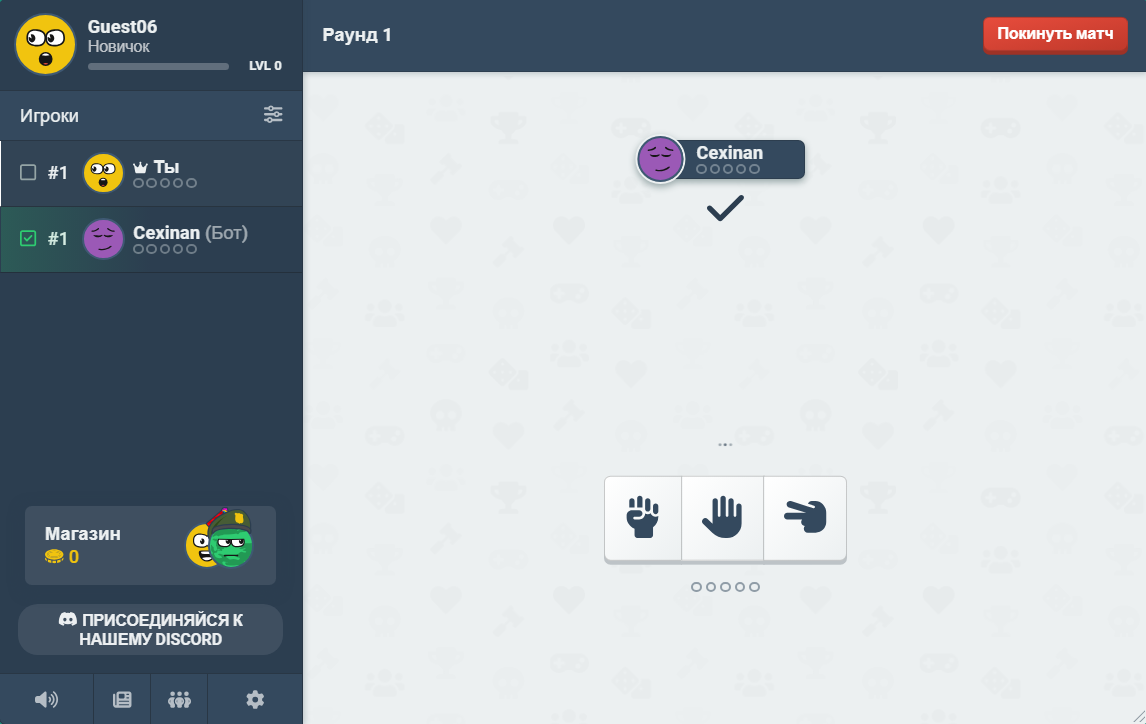 Guest06
Новичок
LVL 0
Игроки
#1 Ты
#1 Cexinan (Бот)
Магазин
0
ПРИСОЕДИНЯЙСЯ К
НАШЕМУ DISCORD
Раунд 1
Покинуть матч
Cexinan